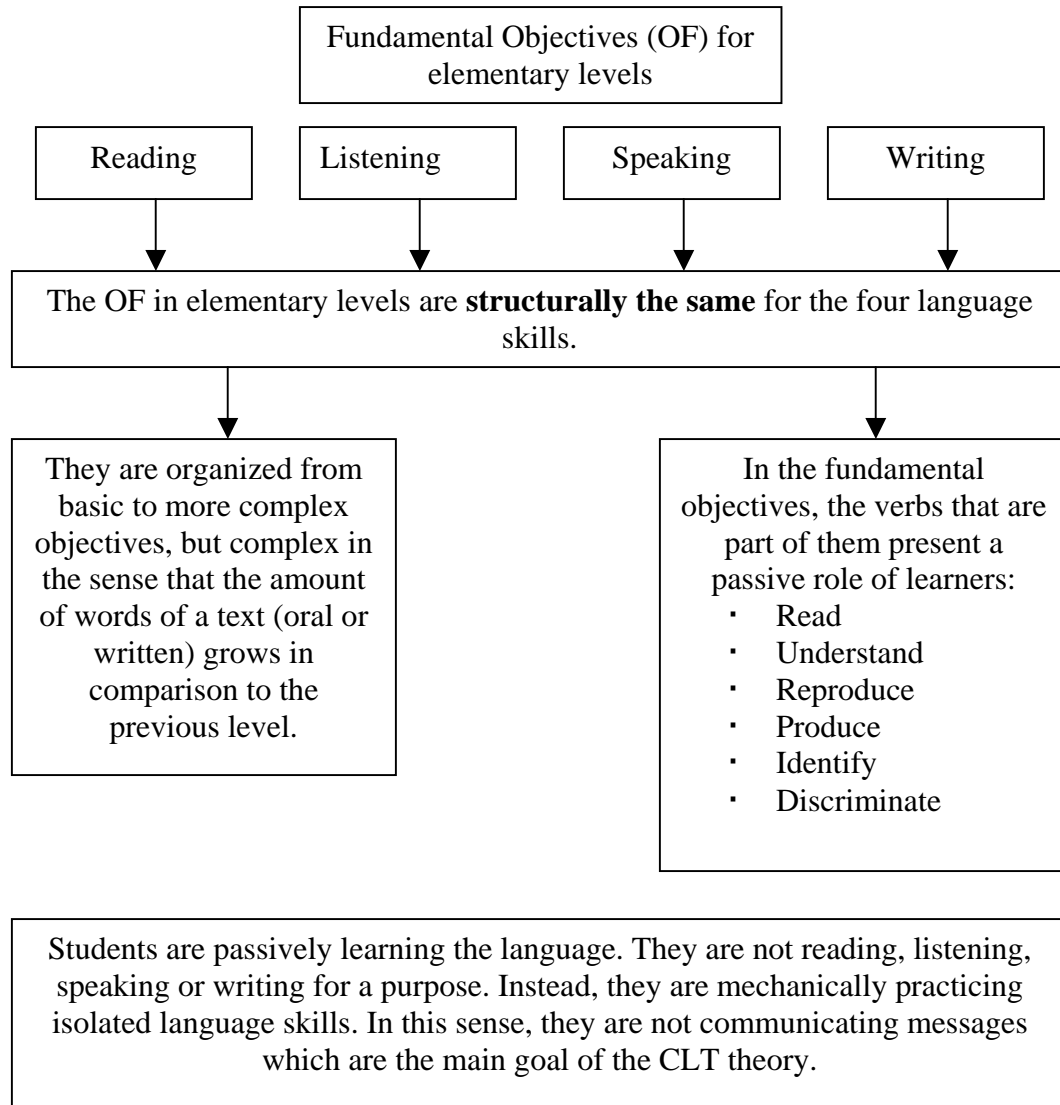 Fundamental Objectives (OF) for
elementary levels
Reading
Listening
Speaking
Writing
The OF in elementary levels are structurally the same for the four language
skills.
They are organized from
basic to more complex
objectives, but complex in
the sense that the amount
of words of a text (oral or
written) grows in
comparison to the
previous level.
In the fundamental
objectives, the verbs that are
part of them present a
passive role of learners:
▪ Read
▪ Understand
▪ Reproduce
▪ Produce
▪ Identify
▪ Discriminate
Students are passively learning the language. They are not reading, listening,
speaking or writing for a purpose. Instead, they are mechanically practicing
isolated language skills. In this sense, they are not communicating messages
which are the main goal of the CLT theory.